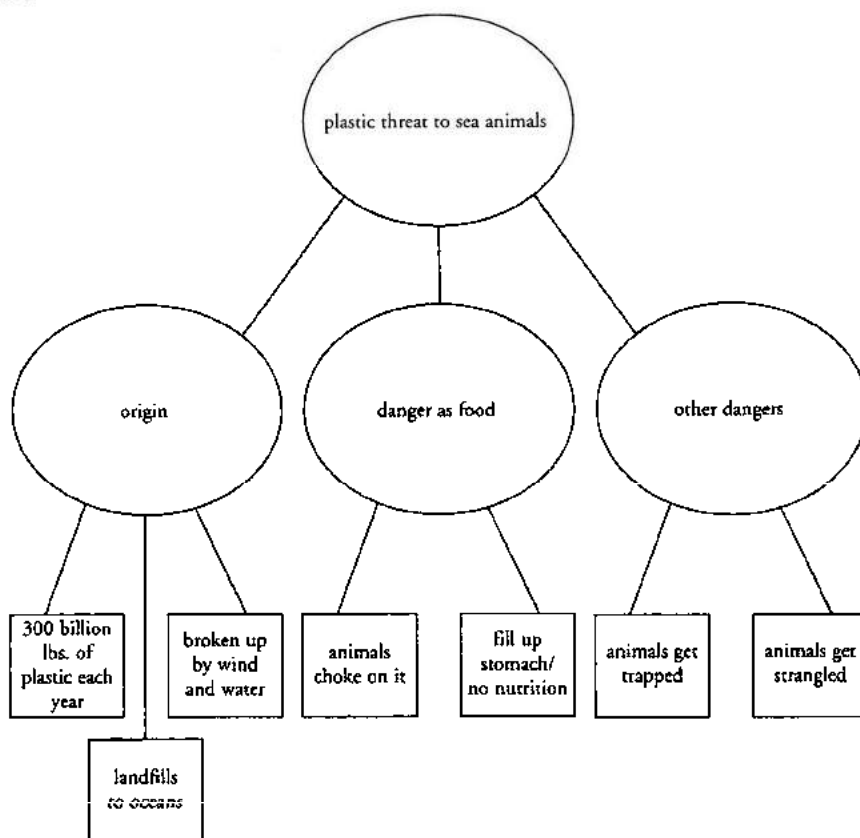 plastic threat to sea animals
origin
danger as food
other dangers
300 billion
lbs. of
plastic each
year
broken up
by wind
and water
animals
choke on it
fill up
stomach/
no nutrition
animals get
trapped
animals get
strangled
landfills
to oceans